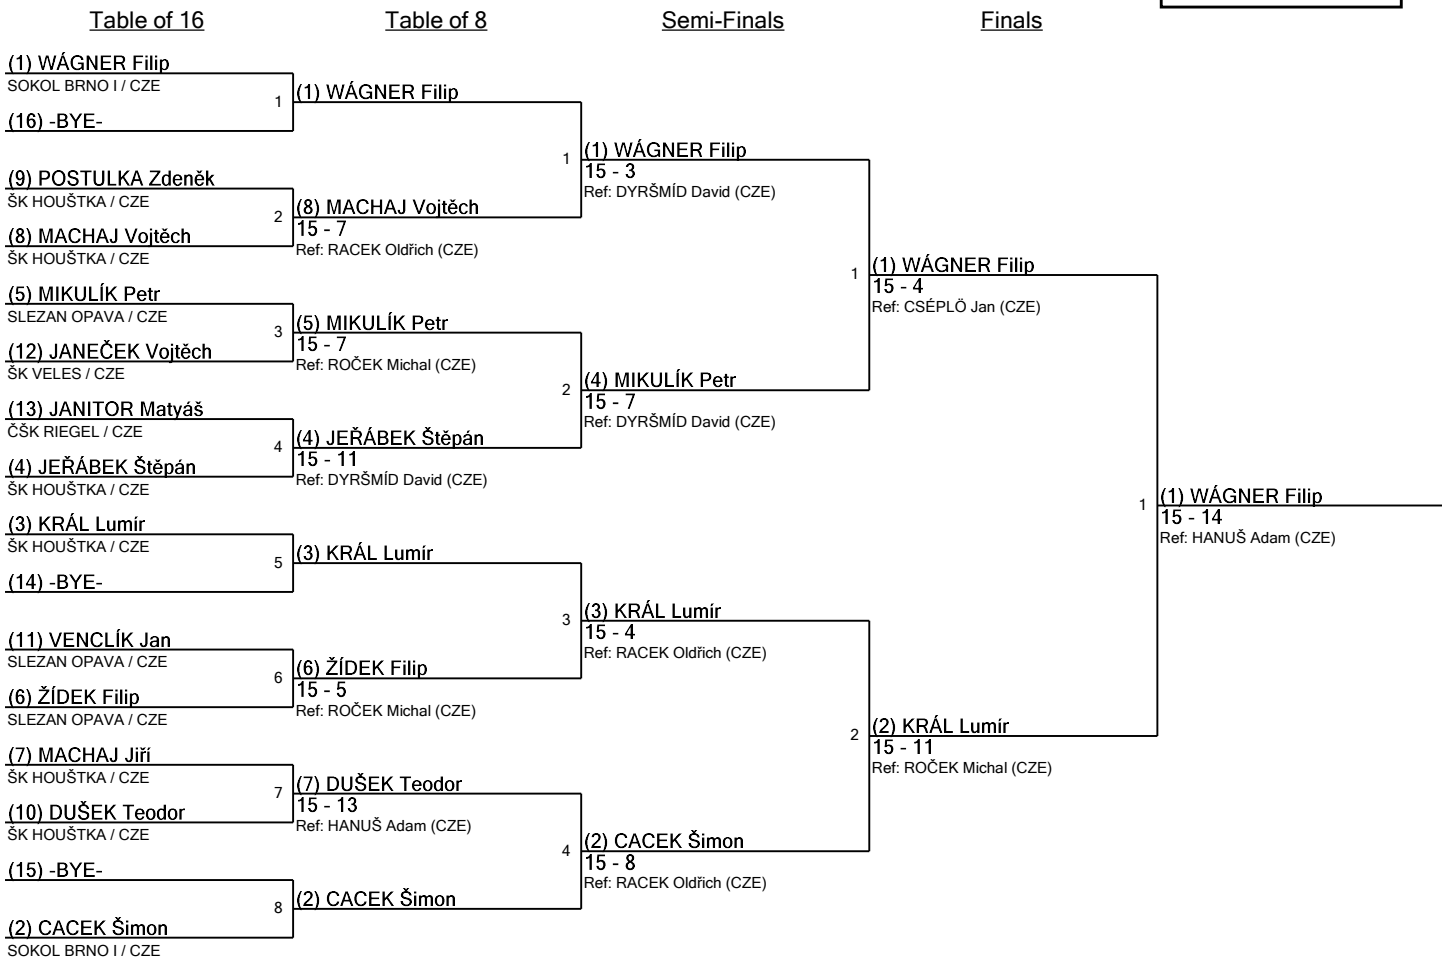 Table of 16
Table of 8
Semi-Finals
Finals
(1) WÁGNER Filip
SOKOL BRNO I / CZE
1
(16) -BYE-
(9) POSTULKA Zdeněk
ŠK HOUŠTKA / CZE
2
(8) MACHAJ Vojtěch
ŠK HOUŠTKA / CZE
(5) MIKULÍK Petr
SLEZAN OPAVA / CZE
3
(12) JANEČEK Vojtěch
ŠK VELES / CZE
(13) JANITOR Matyáš
ČŠK RIEGEL / CZE
4
(4) JEŘÁBEK Štěpán
ŠK HOUŠTKA / CZE
(3) KRÁL Lumír
ŠK HOUŠTKA / CZE
5
(14) -BYE-
(11) VENCLÍK Jan
SLEZAN OPAVA / CZE
6
(6) ŽÍDEK Filip
SLEZAN OPAVA / CZE
(7) MACHAJ Jiří
ŠK HOUŠTKA / CZE
7
(10) DUŠEK Teodor
ŠK HOUŠTKA / CZE
(15) -BYE-
8
(2) CACEK Šimon
SOKOL BRNO I / CZE
(1) WÁGNER Filip
1
(8) MACHAJ Vojtěch
15 - 7
Ref: RACEK Oldřich (CZE)
(5) MIKULÍK Petr
15 - 7
Ref: ROČEK Michal (CZE)
2
(4) JEŘÁBEK Štěpán
15 - 11
Ref: DYRŠMÍD David (CZE)
(3) KRÁL Lumír
3
(6) ŽÍDEK Filip
15 - 5
Ref: ROČEK Michal (CZE)
(7) DUŠEK Teodor
15 - 13
Ref: HANUŠ Adam (CZE)
4
(2) CACEK Šimon
(1) WÁGNER Filip
15 - 3
Ref: DYRŠMÍD David (CZE)
1
(4) MIKULÍK Petr
15 - 7
Ref: DYRŠMÍD David (CZE)
(3) KRÁL Lumír
15 - 4
Ref: RACEK Oldřich (CZE)
2
(2) CACEK Šimon
15 - 8
Ref: RACEK Oldřich (CZE)
(1) WÁGNER Filip
15 - 4
Ref: CSÉPLÖ Jan (CZE)
1
(2) KRÁL Lumír
15 - 11
Ref: ROČEK Michal (CZE)
(1) WÁGNER Filip
15 - 14
Ref: HANUŠ Adam (CZE)